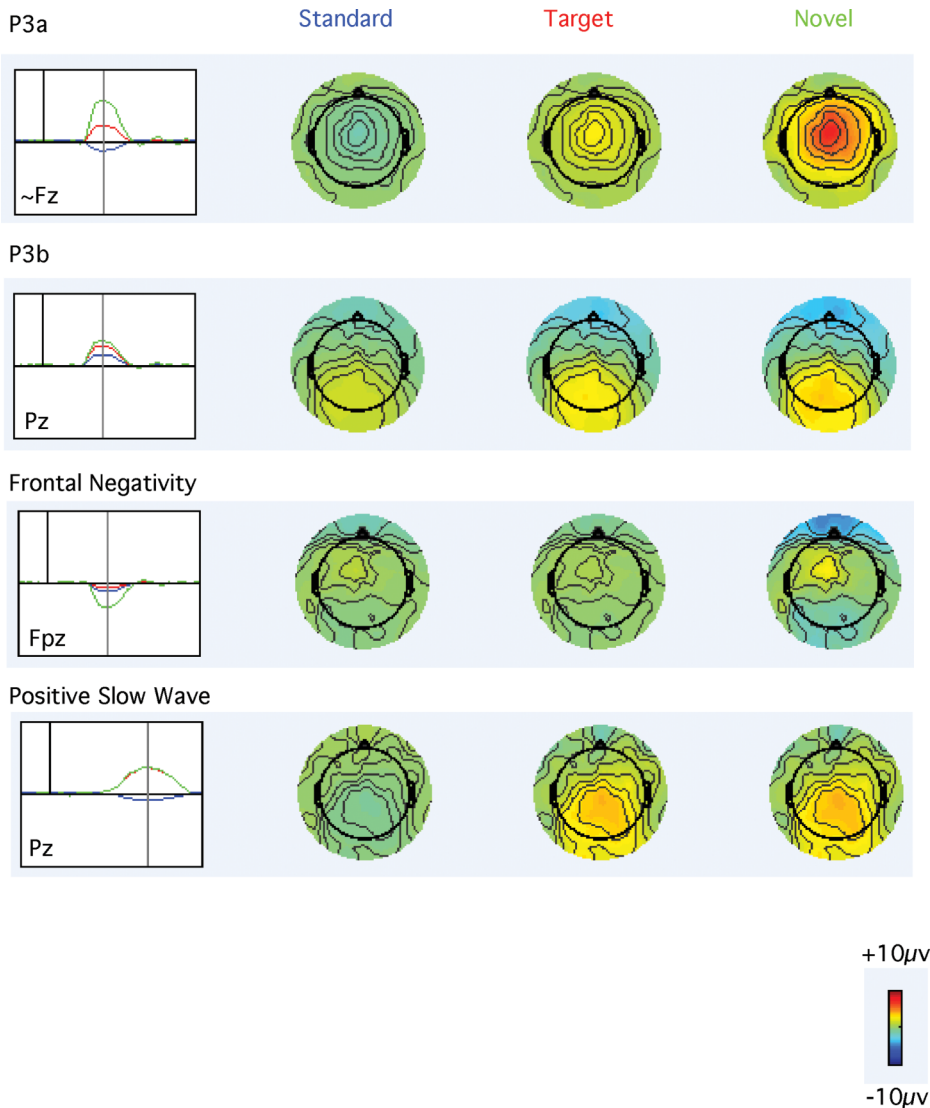 P3a
Standard
Target
Novel
~Fz
P3b
Pz
Frontal Negativity
Fpz
Positive Slow Wave
Pz
+10µv
-10µv